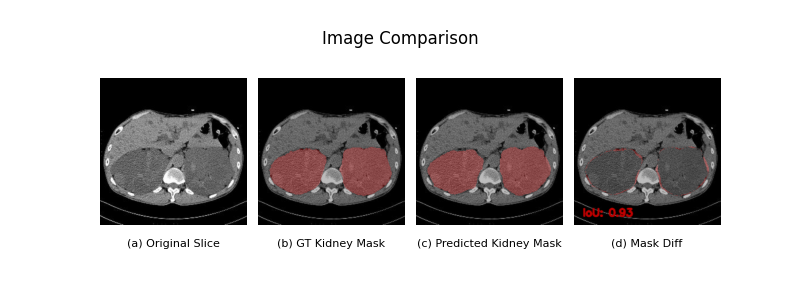 Image Comparison
IoU: 0.93
(a) Original Slice
(b) GT Kidney Mask
(c) Predicted Kidney Mask
(d) Mask Diff